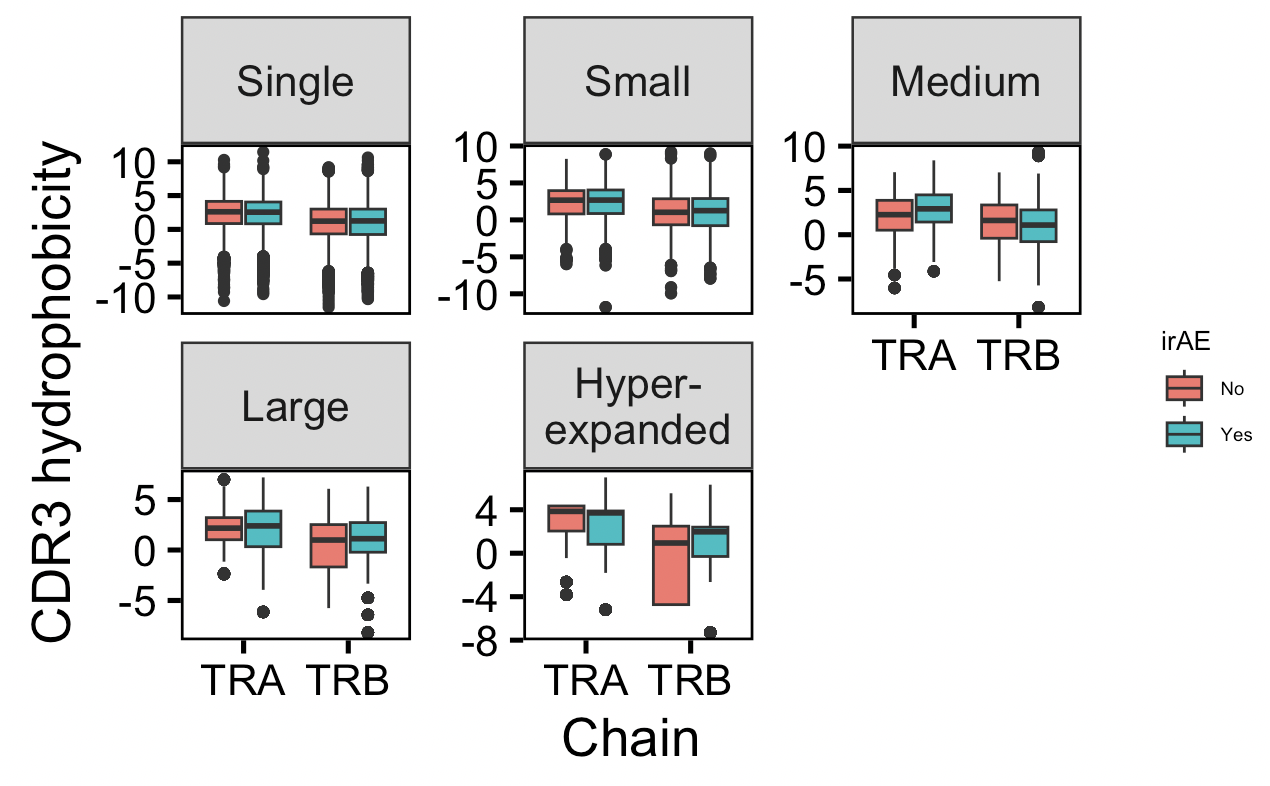 Single
Small
Medium
10
5
0
-5
-10
10
5
0
-5
-10
10
5
0
-5
TRA TRB
CDR3 hydrophobicity
irAE
No
Yes
Large
Hyper-
expanded
5
0
-5
4
0
-4
-8
TRA TRB
TRA TRB
Chain